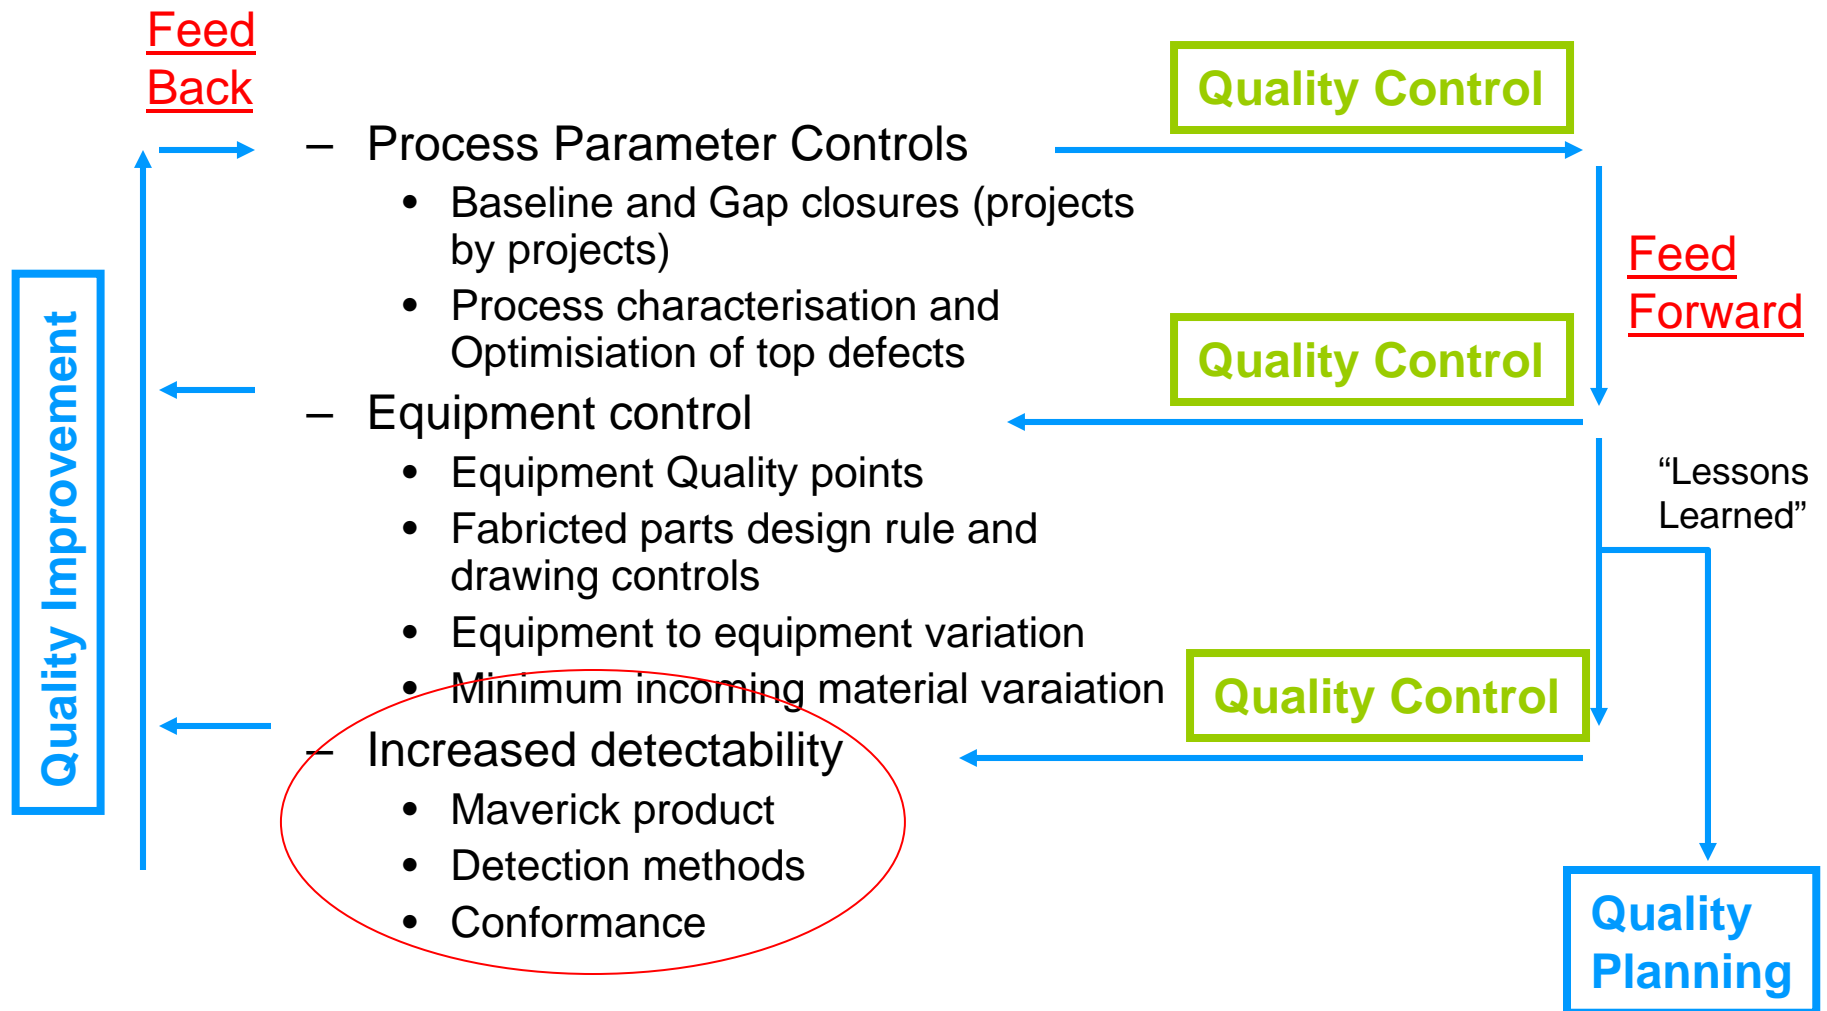 Feed
Back
Quality Control
– Process Parameter Controls
• Baseline and Gap closures (projects
by projects)
• Process characterisation and
Optimisiation of top defects
Feed
Forward
Quality Control
– Equipment control
• Equipment Quality points
• Fabricted parts design rule and
drawing controls
• Equipment to equipment variation
• Minimum incoming material varaiation
“Lessons
Learned”
Quality Improvement
Quality Control
– Increased detectability
• Maverick product
• Detection methods
• Conformance
Quality
Planning